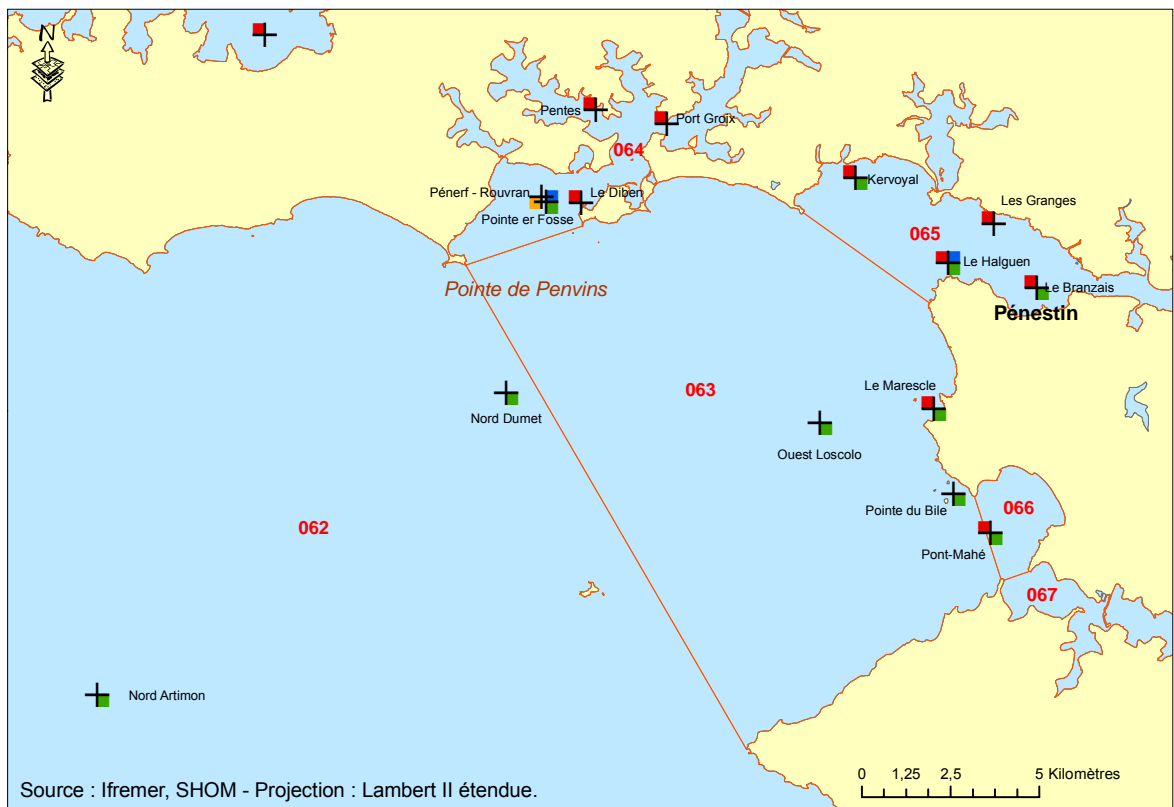 N
Pentes
Port Groix
064
Kervoyal
Pénerf - Rouvran
Le Diben
Les Granges
Pointe er Fosse
065
Le Halguen
Pointe de Penvins
Le Branzais
Pénestin
063
Le Marescle
Nord Dumet
Ouest Loscolo
Pointe du Bile
066
062
Pont-Mahé
067
Nord Artimon
0 1,25 2,5 5 Kilomètres
Source : Ifremer, SHOM - Projection : Lambert II étendue.